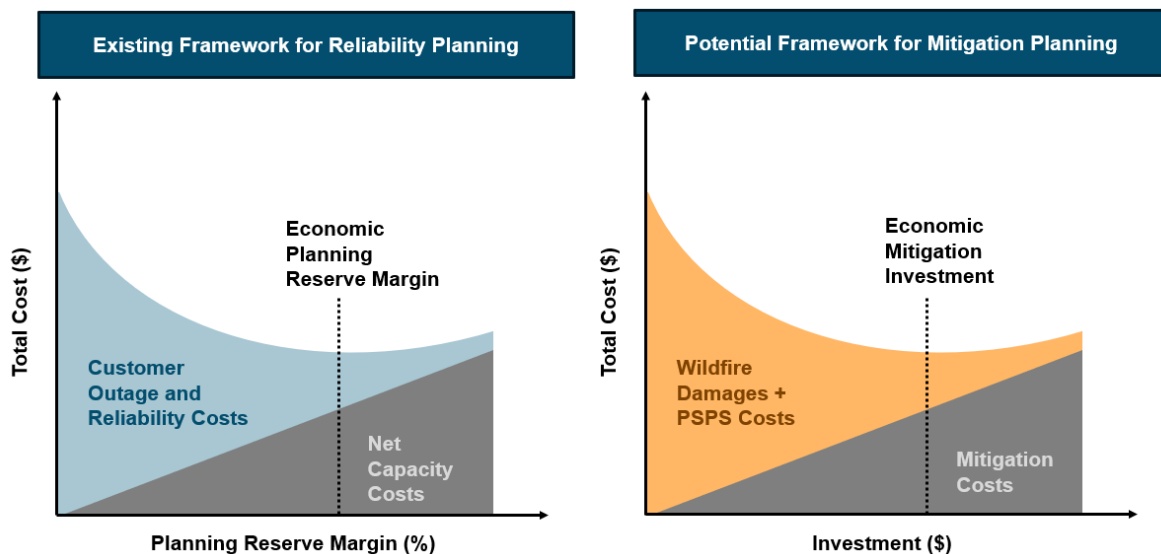 Existing Framework for Reliability Planning
Total Cost ($)
Economic
Planning
Reserve Margin
Customer
Outage and
Reliability Costs
Net
Capacity
Costs
Planning Reserve Margin (%)
Potential Framework for Mitigation Planning
Total Cost ($)
Economic
Mitigation
Investment
Wildfire
Damages +
PSPS Costs
Mitigation
Costs
Investment ($)